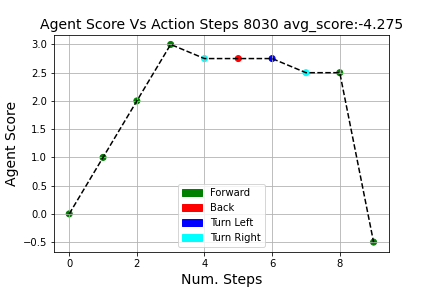 Agent Score Vs Action Steps 8030 avg_score:-4.275
3.0
2.5
2.0
1.5
1.0
0.5
0.0
−0.5
Agent Score
Forward
Back
Turn Left
Turn Right
0 2 4 6 8
Num. Steps